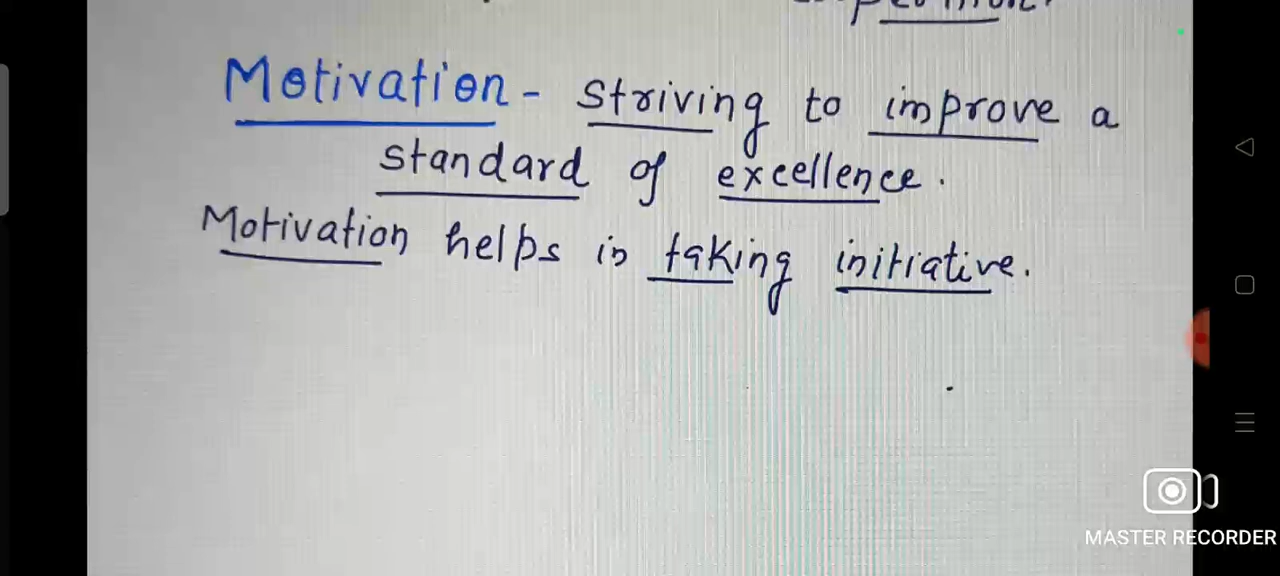 Motivation - striving to improve a
standard of excellence.
Motivation helps in taking initiative.
MASTER RECORDER